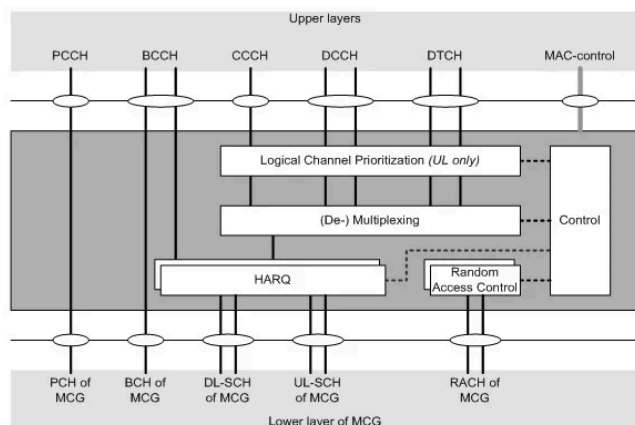 Upper layers
PCCH BCCH CCCH DCCH DTCH MAC-control
Logical Channel Prioritization (UL only)
(De-) Multiplexing
Control
HARQ
Random
Access Control
PCH of
MCG
BCH of
MCG
DL-SCH
of MCG
UL-SCH
of MCG
RACH of
MCG
Lower layer of MCG